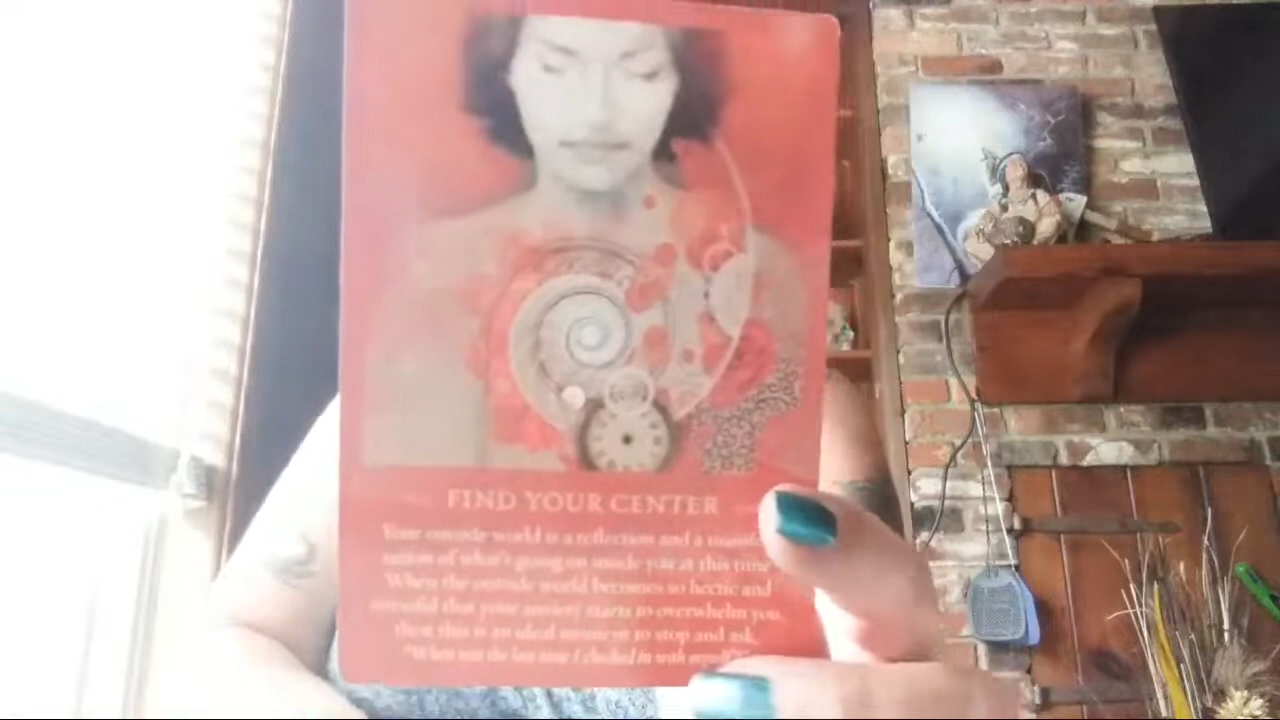 FIND YOUR CENTER
Your outside world is a reflection and a manifes-
tation of what's going on inside you at this time
When the outside world becomes so hectic and
stressful that your anxiety starts to overwhelm you,
then this is an ideal moment to stop and ask,
"When was the last time I checked in with myself?"